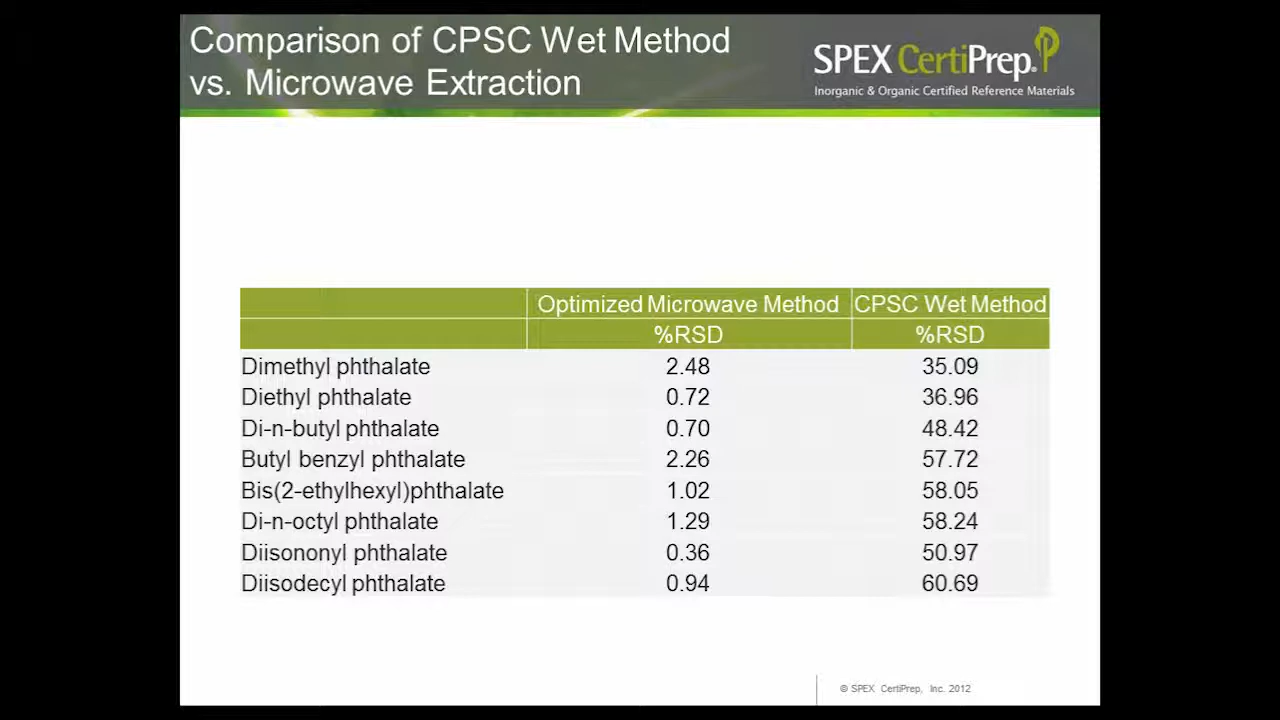 Comparison of CPSC Wet Method
vs. Microwave Extraction
SPEX CertiPrep.
Inorganic & Organic Certified Reference Materials
Optimized Microwave Method CPSC Wet Method
%RSD %RSD
Dimethyl phthalate 2.48 35.09
Diethyl phthalate 0.72 36.96
Di-n-butyl phthalate 0.70 48.42
Butyl benzyl phthalate 2.26 57.72
Bis(2-ethylhexyl)phthalate 1.02 58.05
Di-n-octyl phthalate 1.29 58.24
Diisononyl phthalate 0.36 50.97
Diisodecyl phthalate 0.94 60.69
© SPEX CertiPrep, Inc. 2012